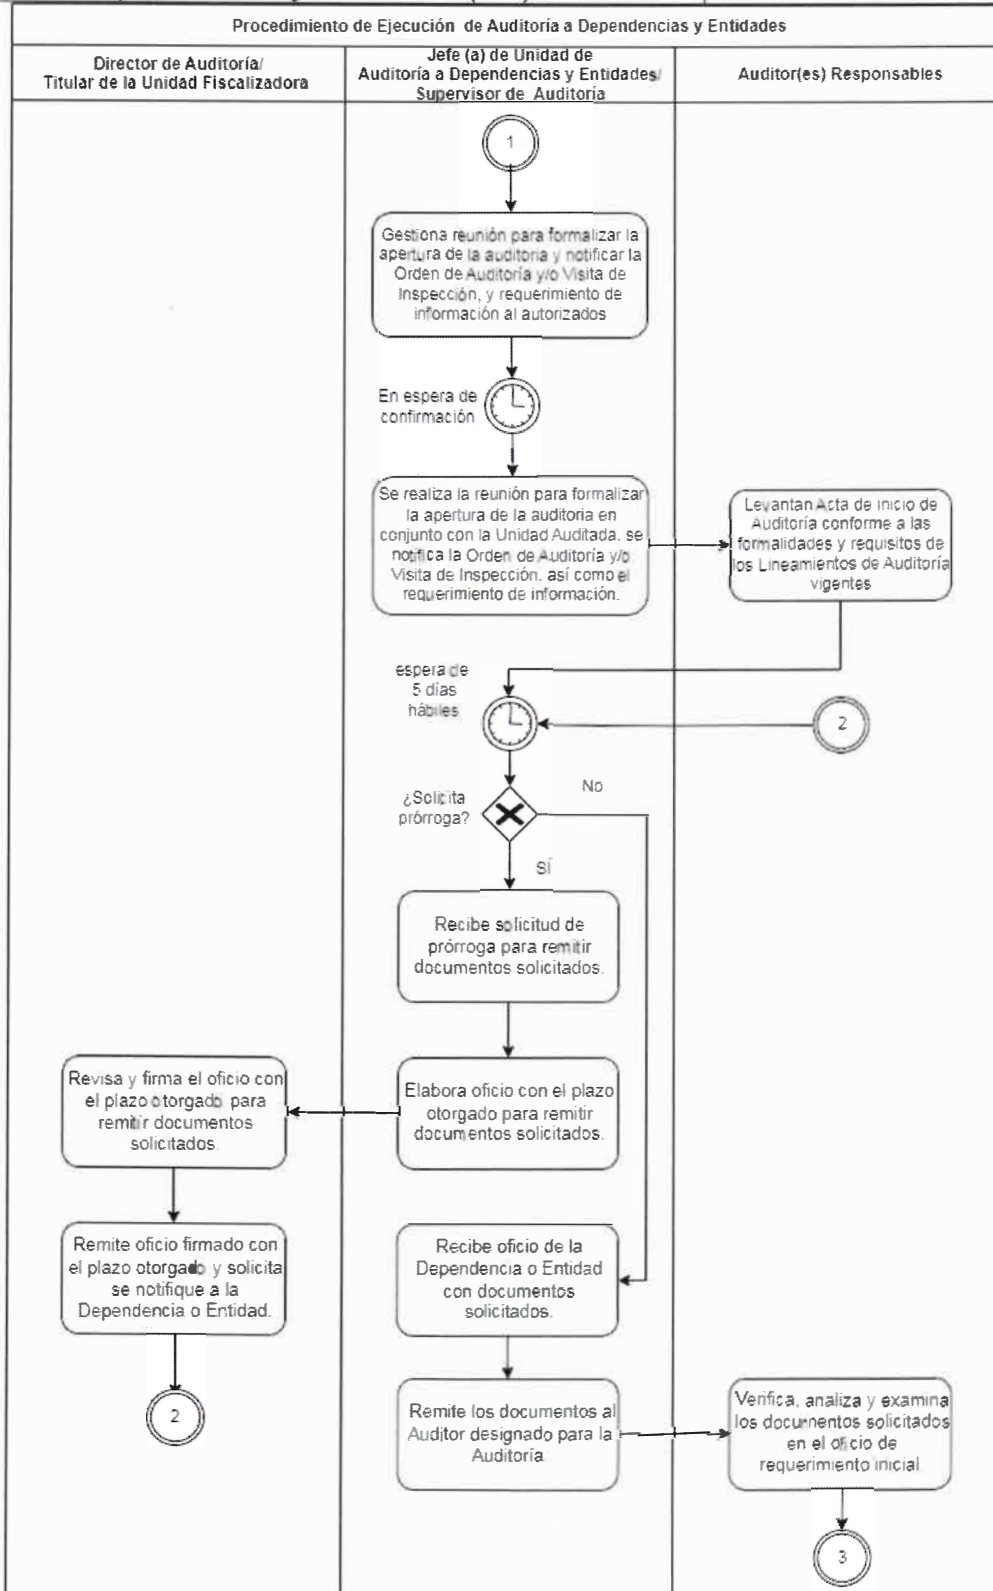 Procedimiento de Ejecución de Auditoría a Dependencias y Entidades
Director de Auditoría/
Titular de la Unidad Fiscalizadora
Jefe (a) de Unidad de
Auditoría a Dependencias y Entidades/
Supervisor de Auditoría
Auditor(es) Responsables
1
Gestiona reunión para formalizar la
apertura de la auditoría y notificar la
Orden de Auditoría y/o Visita de
Inspección, y requerimiento de
información al autorizados
En espera de
confirmación
Se realiza la reunión para formalizar
la apertura de la auditoria en
conjunto con la Unidad Auditada, se
notifica la Orden de Auditoría y/o
Visita de Inspección, así como el
requerimiento de información.
Levantan Acta de inicio de
Auditoría conforme a las
formalidades y requisitos de
los Lineamientos de Auditoría
vigentes
espera de
5 días
hábiles
2
¿Solicita
prórroga?
No
SÍ
Recibe solicitud de
prórroga para remitir
documentos solicitados.
Elabora oficio con el plazo
otorgado para remitir
documentos solicitados.
Revisa y firma el oficio con
el plazo otorgado para
remitir documentos
solicitados.
Remite oficio firmado con
el plazo otorgado y solicita
se notifique a la
Dependencia o Entidad.
2
Recibe oficio de la
Dependencia o Entidad
con documentos
solicitados.
Remite los documentos al
Auditor designado para la
Auditoría
Verifica, analiza y examina
los documentos solicitados
en el oficio de
requerimiento inicial
3